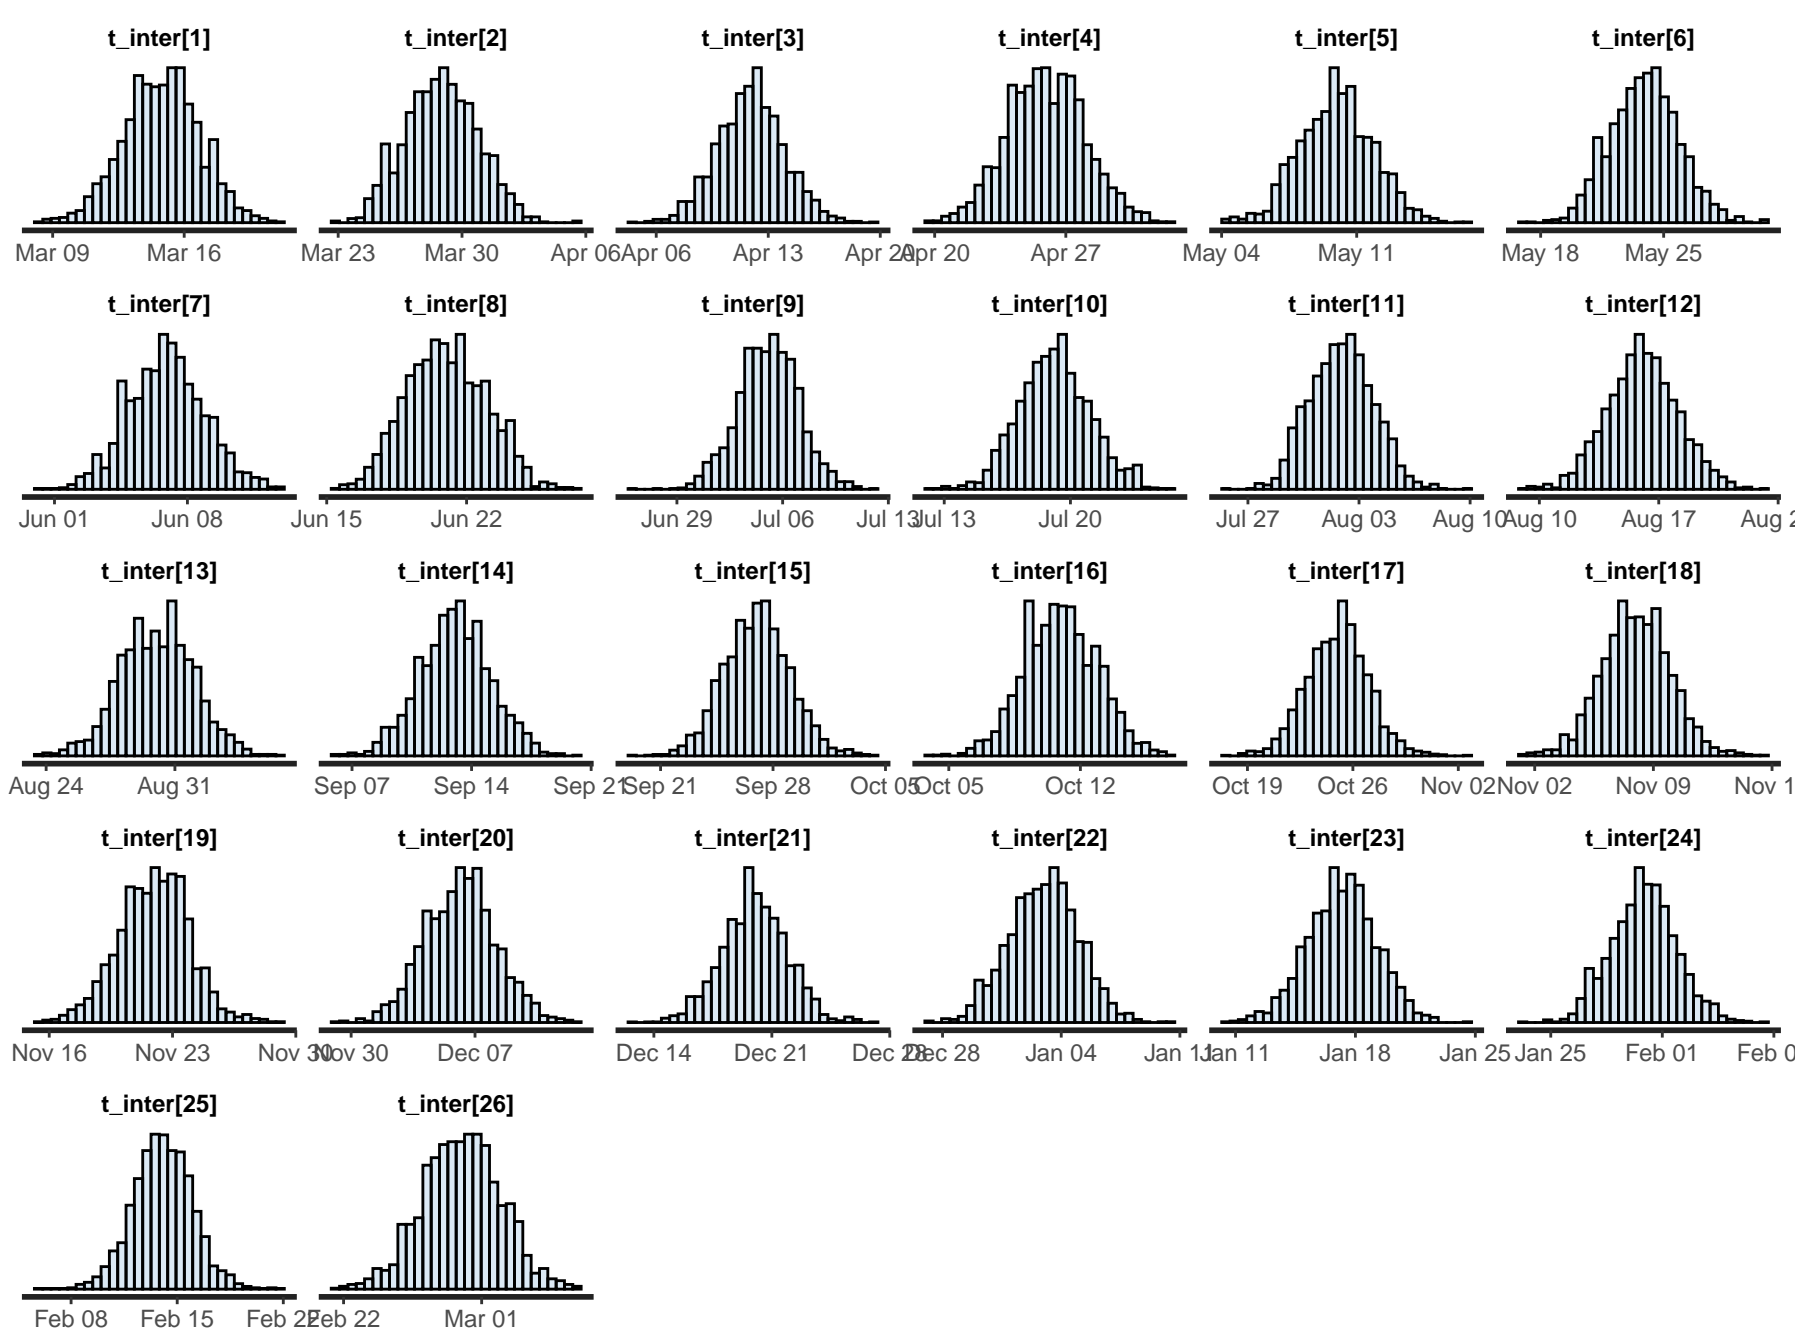 t_inter[1] t_inter[2] t_inter[3] t_inter[4] t_inter[5] t_inter[6]
Mar 09 Mar 16 Mar 23 Mar 30 Apr 06 Apr 06 Apr 13 Apr 20 Apr 20 Apr 27 May 04 May 11 May 18 May 25
t_inter[7] t_inter[8] t_inter[9] t_inter[10] t_inter[11] t_inter[12]
Jun 01 Jun 08 Jun 15 Jun 22 Jun 29 Jul 06 Jul 13 Jul 13 Jul 20 Jul 27 Aug 03 Aug 10 Aug 10 Aug 17 Aug
t_inter[13] t_inter[14] t_inter[15] t_inter[16] t_inter[17] t_inter[18]
Aug 24 Aug 31 Sep 07 Sep 14 Sep 21 Sep 21 Sep 28 Oct 05 Oct 05 Oct 12 Oct 19 Oct 26 Nov 02 Nov 02 Nov 09 Nov
t_inter[19] t_inter[20] t_inter[21] t_inter[22] t_inter[23] t_inter[24]
Nov 16 Nov 23 Nov 30 Nov 30 Dec 07 Dec 14 Dec 21 Dec 28 Dec 28 Jan 04 Jan 11 Jan 11 Jan 18 Jan 25 Jan 25 Feb 01 Feb
t_inter[25] t_inter[26]
Feb 08 Feb 15 Feb 22 Feb 22 Mar 01